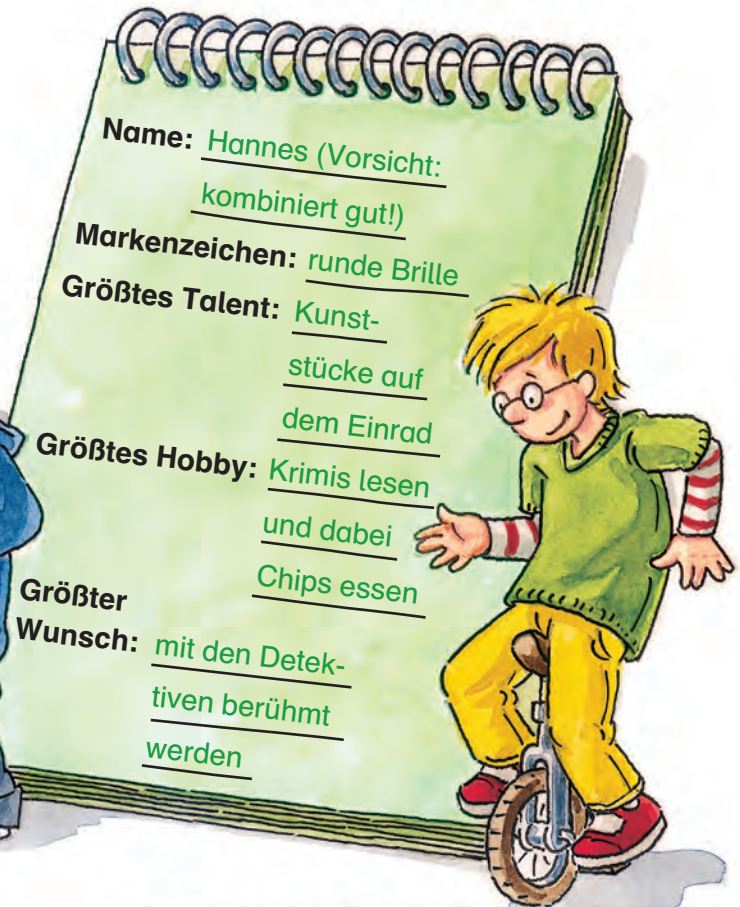 Name: Hannes (Vorsicht:
kombiniert gut!)
Markenzeichen: runde Brille
Größtes Talent: Kunst-
stücke auf
dem Einrad
Größtes Hobby: Krimis lesen
und dabei
Chips essen
Größter
Wunsch: mit den Detek-
tiven berühmt
werden